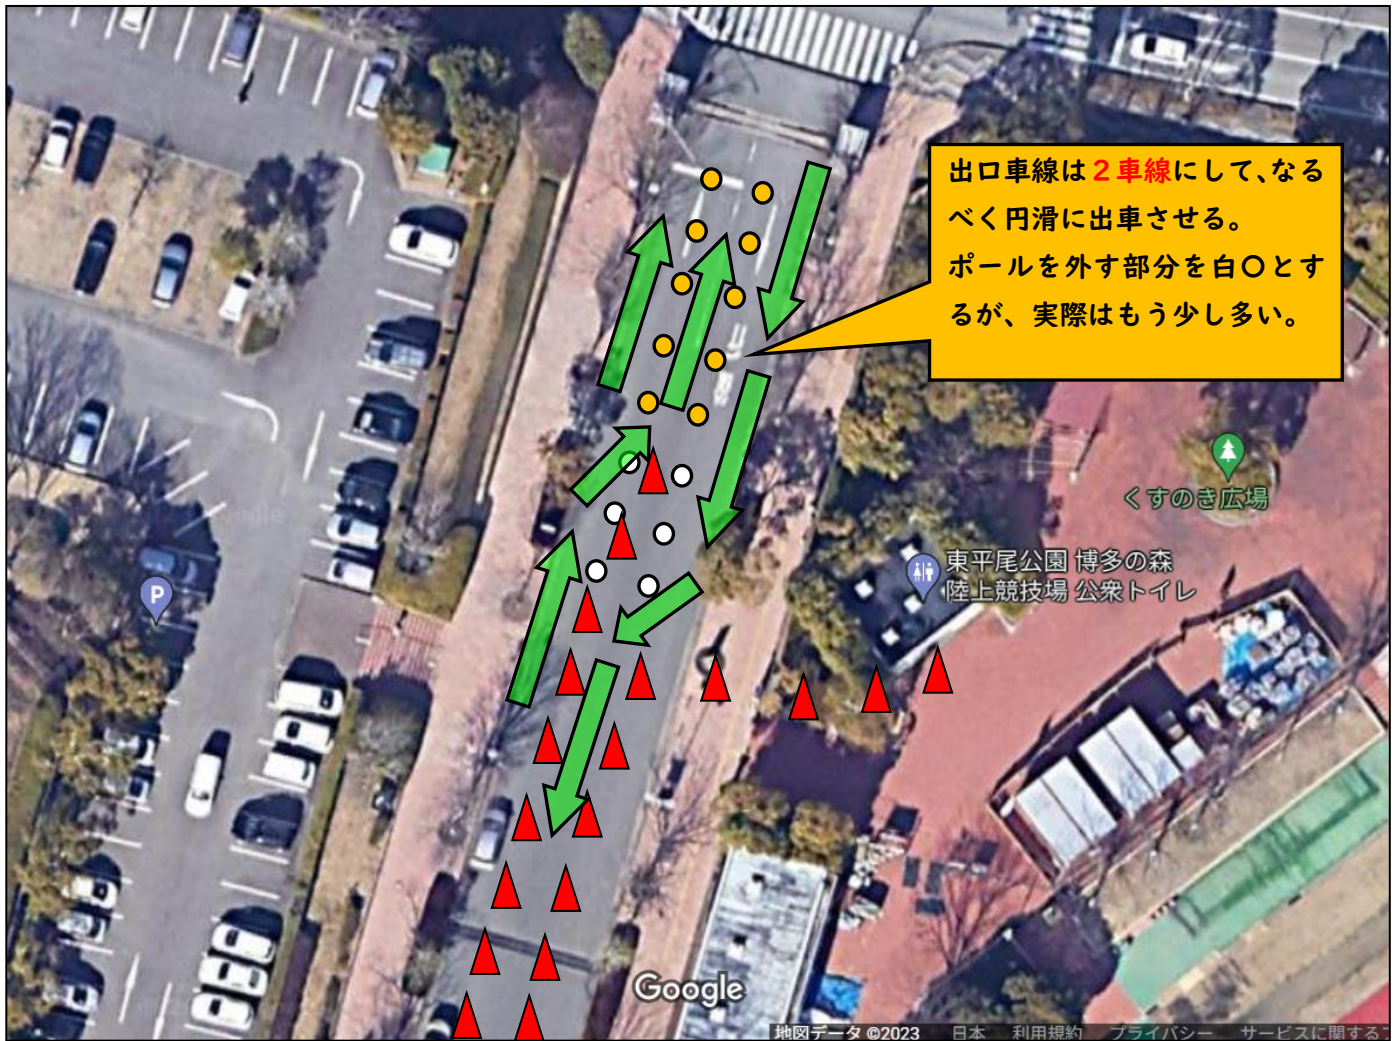 出口車線は２車線にして、なる
べく円滑に出車させる。
ポールを外す部分を白〇とす
るが、実際はもう少し多い。
くすのき広場
東平尾公園 博多の森
陸上競技場 公衆トイレ
P
Google
地図データ ©2023 日本 利用規約 プライバシー サービスに関する